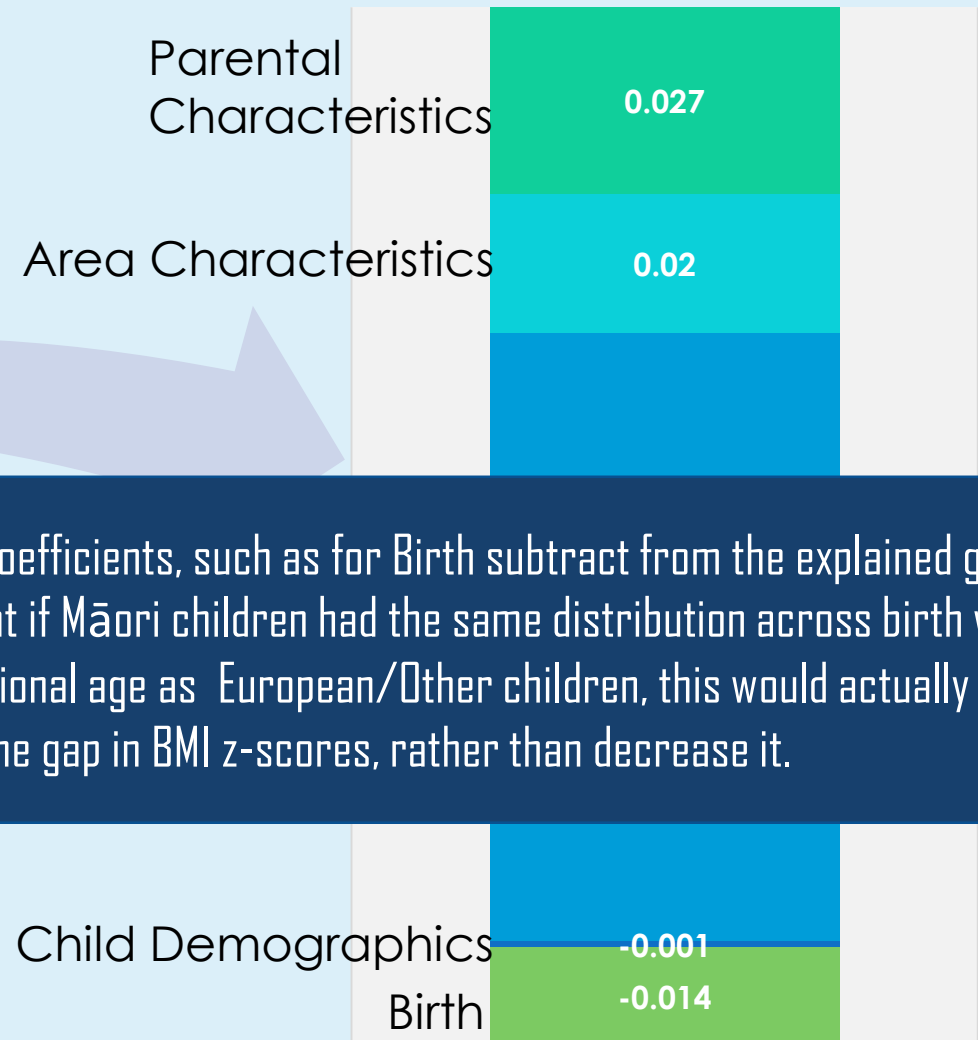 Parental
Characteristics
0.027
Area Characteristics
0.02
oefficients, such as for Birth subtract from the explained g
t if Māori children had the same distribution across birth
ional age as European/Other children, this would actually
he gap in BMI z-scores, rather than decrease it.
Child Demographics
-0.001
Birth
-0.014